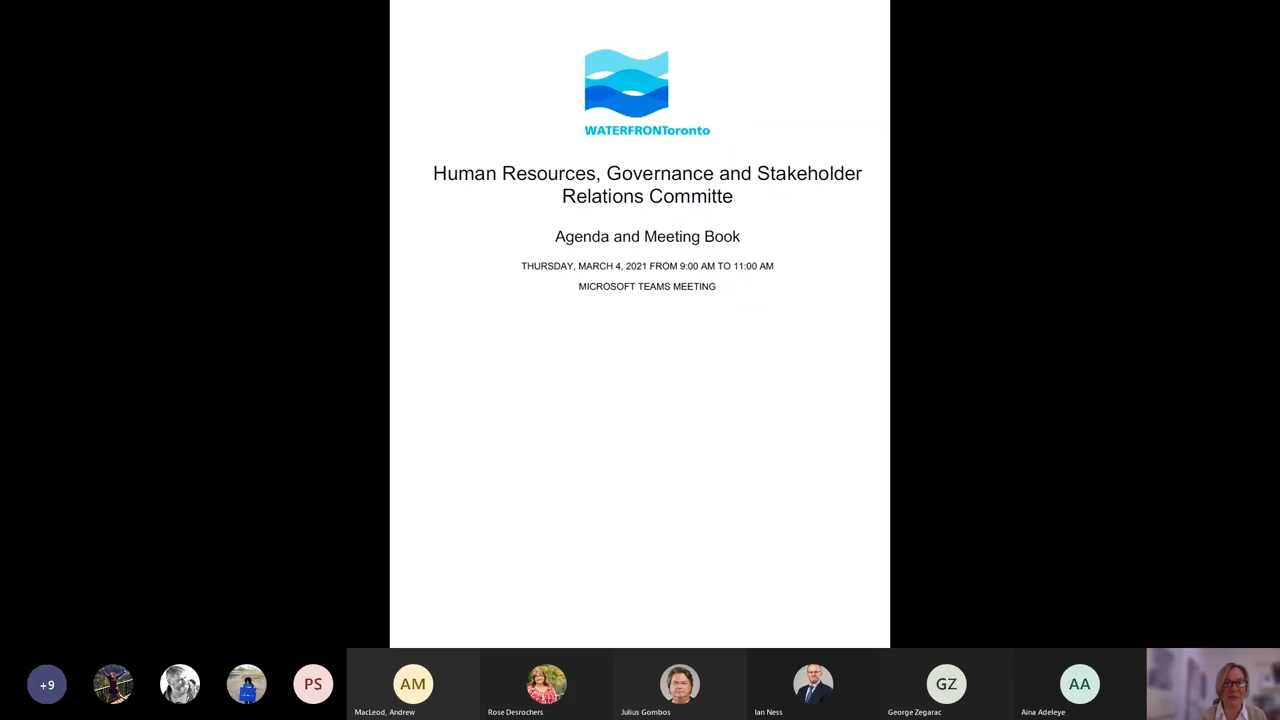 WATERFRONToronto
Human Resources, Governance and Stakeholder
Relations Committe
Agenda and Meeting Book
THURSDAY, MARCH 4, 2021 FROM 9:00 AM TO 11:00 AM
MICROSOFT TEAMS MEETING
+9
PS
AM
GZ
AA
MacLeod, Andrew
Rose Desrochers
Julius Gombos
Ian Ness
George Zegarac
Aina Adeleye